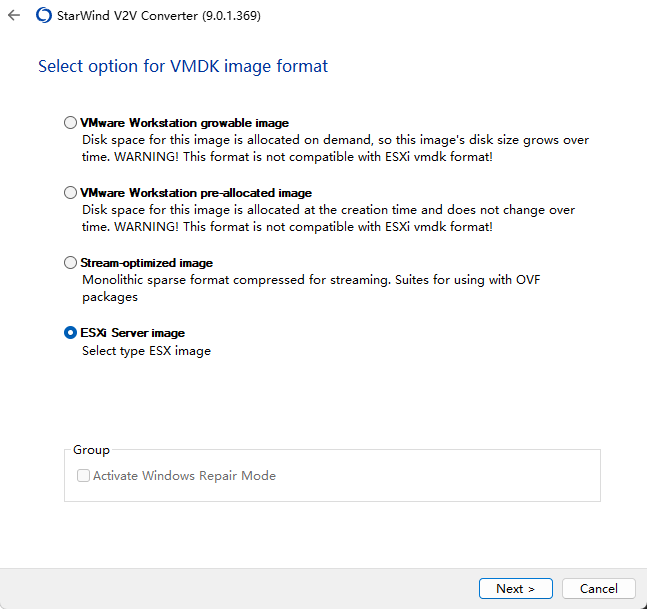 StarWind V2V Converter (9.0.1.369)
Select option for VMDK image format
VMware Workstation growable image
Disk space for this image is allocated on demand, so this image's disk size grows over
time. WARNING! This format is not compatible with ESXi vmdk format!
VMware Workstation pre-allocated image
Disk space for this image is allocated at the creation time and does not change over
time. WARNING! This format is not compatible with ESXi vmdk format!
Stream-optimized image
Monolithic sparse format compressed for streaming. Suites for using with OVF
packages
ESXi Server image
Select type ESX image
Group
Activate Windows Repair Mode
Next >
Cancel